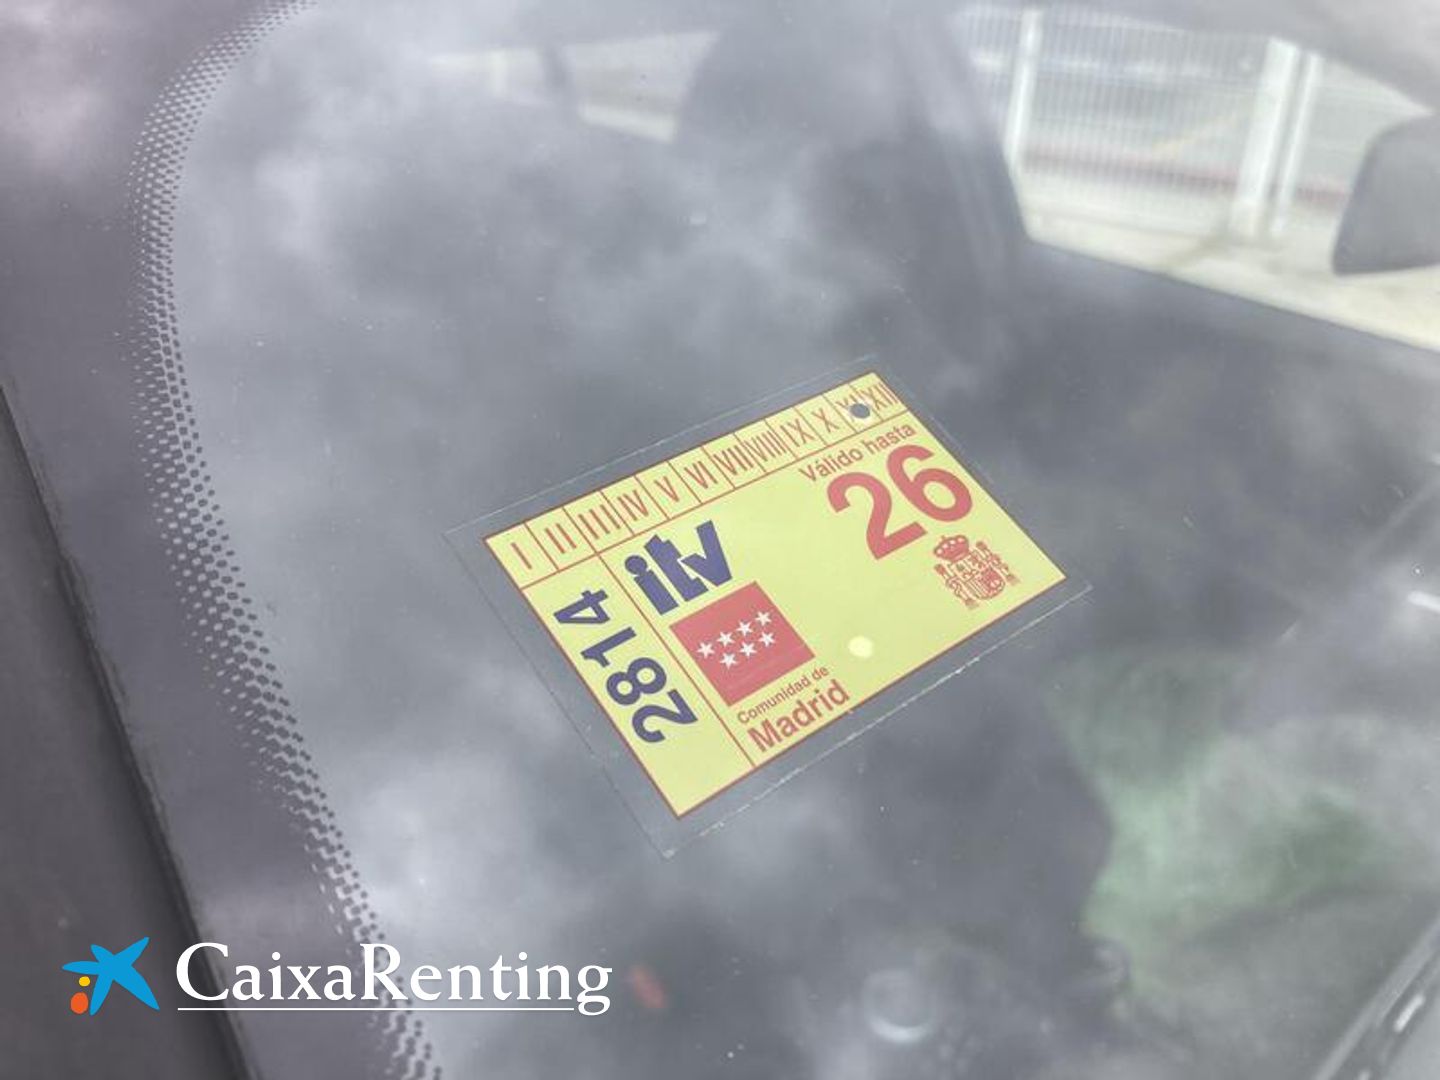 I II III IV V VI VII VIII IX X XI XII
Válido hasta
26
itv
2814
Comunidad de
Madrid
CaixaRenting